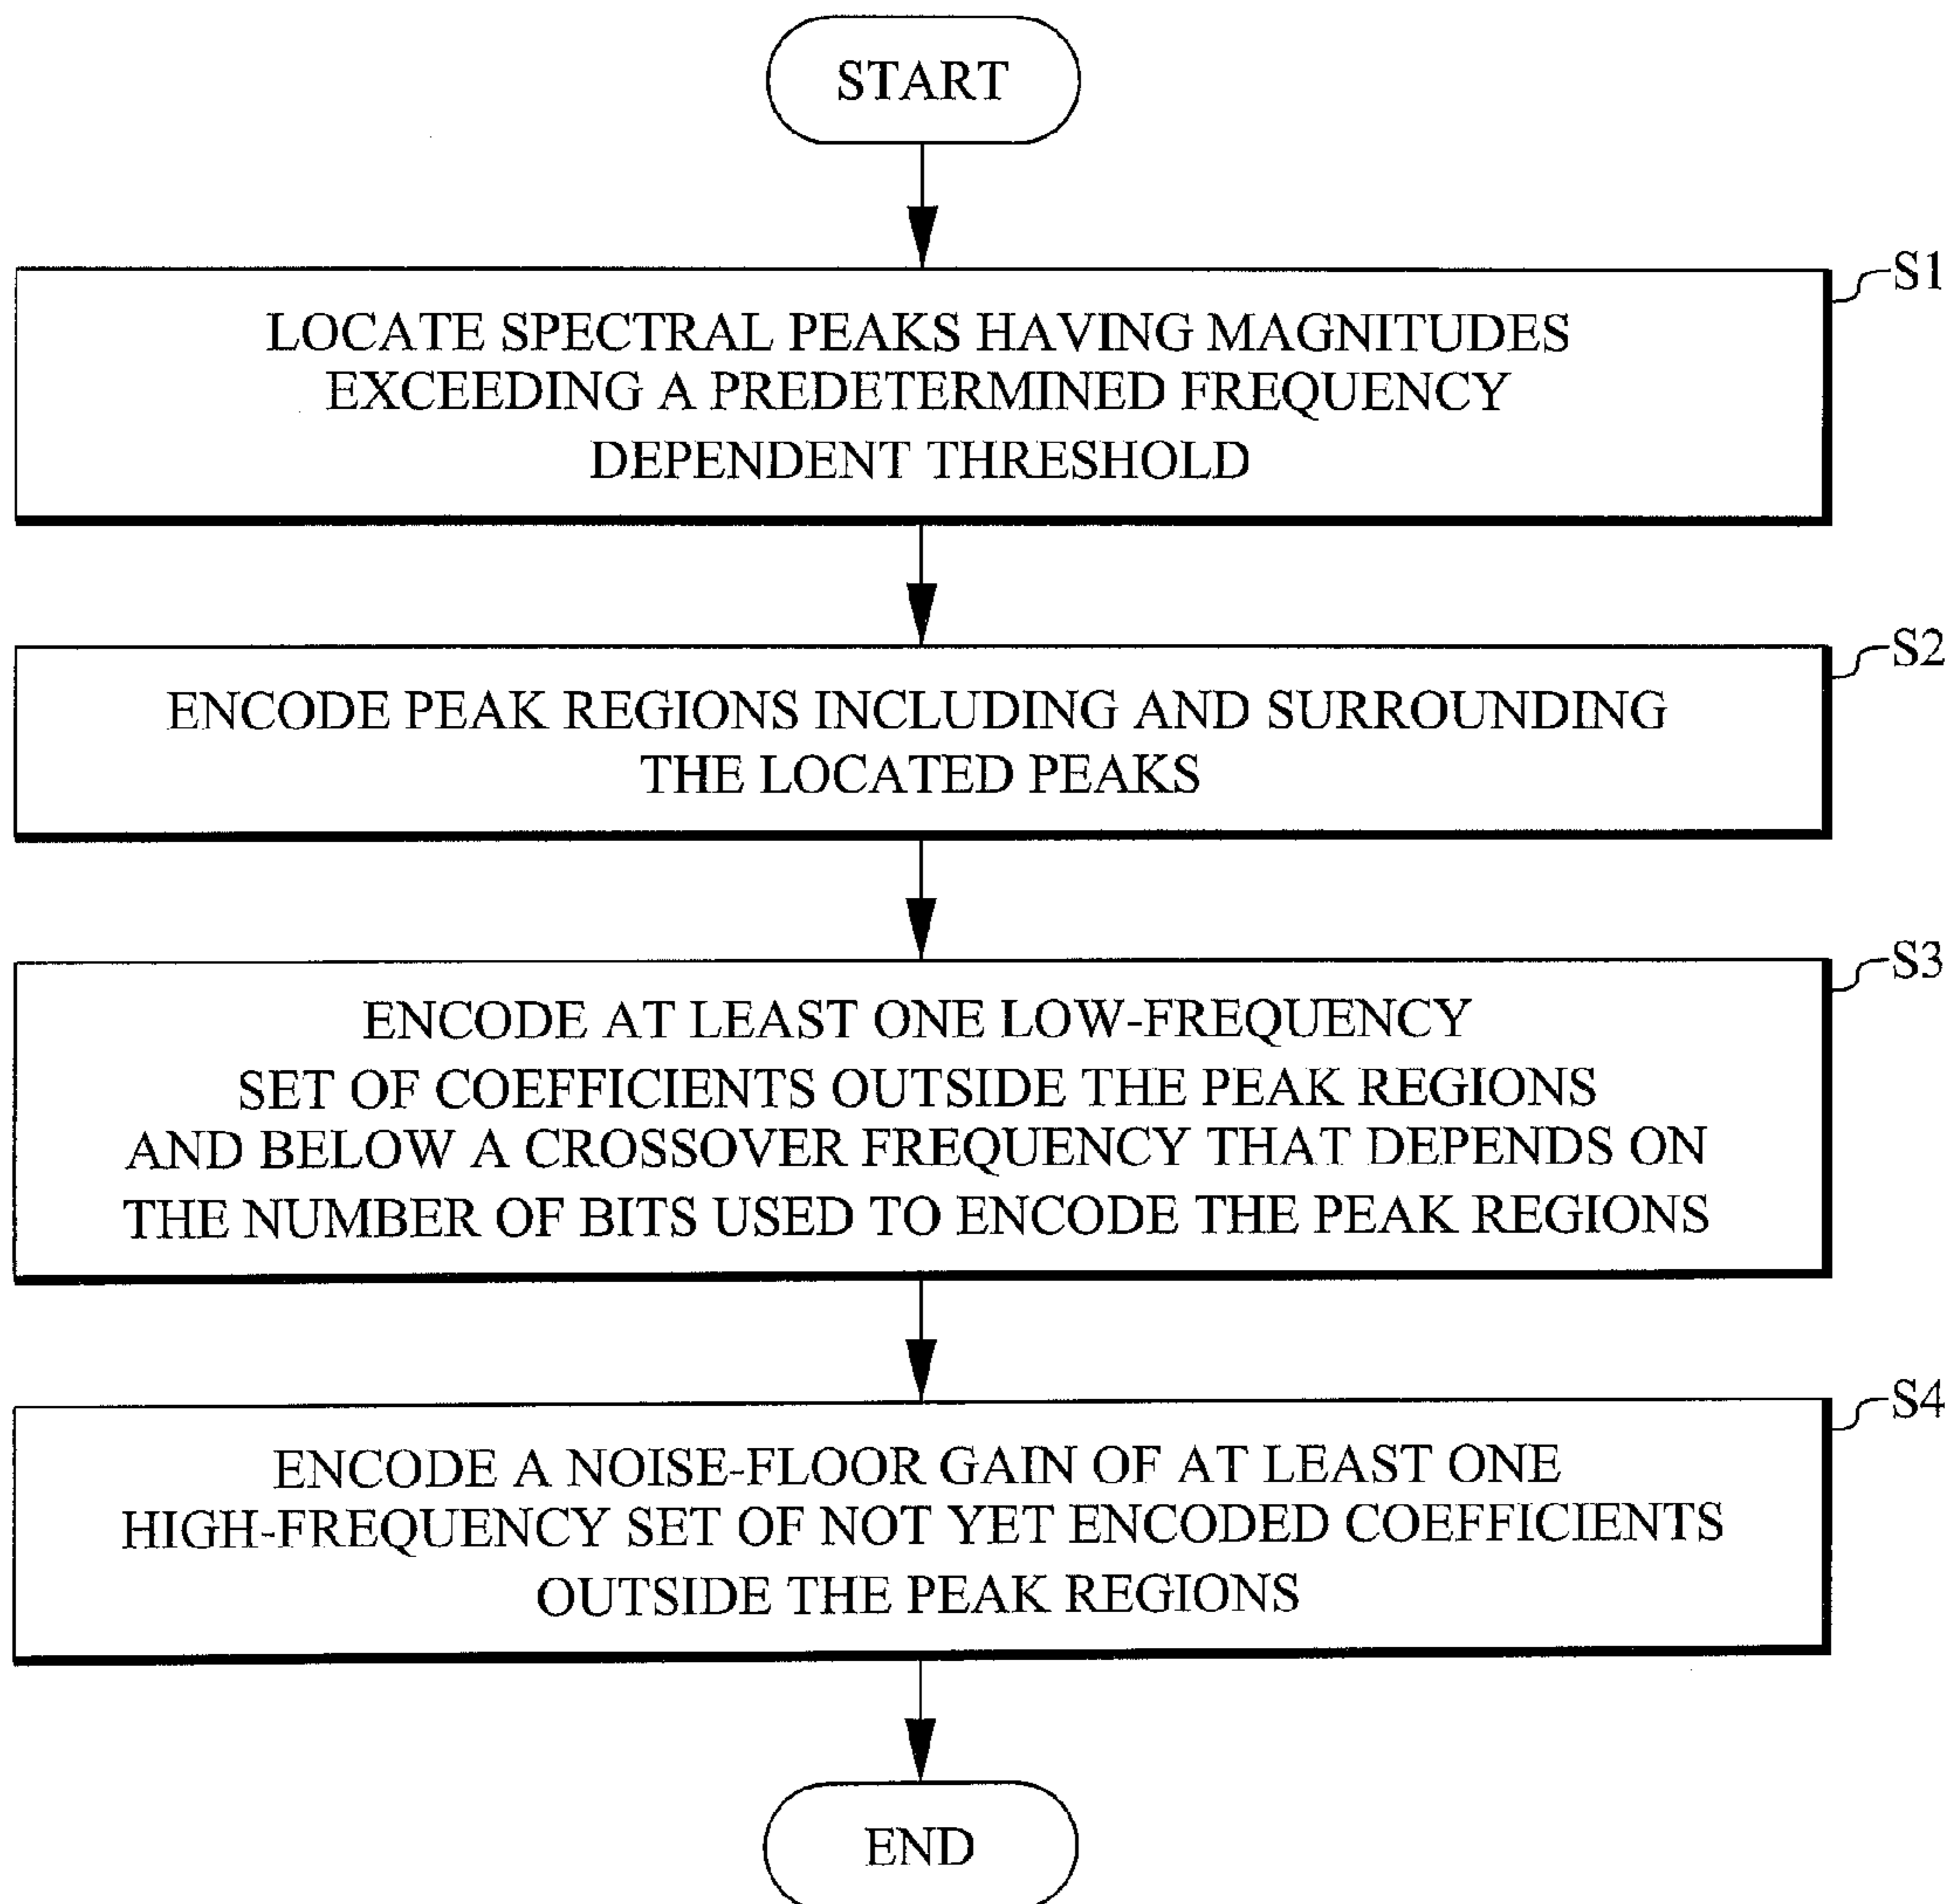 START
S1
LOCATE SPECTRAL PEAKS HAVING MAGNITUDES
EXCEEDING A PREDETERMINED FREQUENCY
DEPENDENT THRESHOLD
S2
ENCODE PEAK REGIONS INCLUDING AND SURROUNDING
THE LOCATED PEAKS
S3
ENCODE AT LEAST ONE LOW-FREQUENCY
SET OF COEFFICIENTS OUTSIDE THE PEAK REGIONS
AND BELOW A CROSSOVER FREQUENCY THAT DEPENDS ON
THE NUMBER OF BITS USED TO ENCODE THE PEAK REGIONS
S4
ENCODE A NOISE-FLOOR GAIN OF AT LEAST ONE
HIGH-FREQUENCY SET OF NOT YET ENCODED COEFFICIENTS
OUTSIDE THE PEAK REGIONS
END